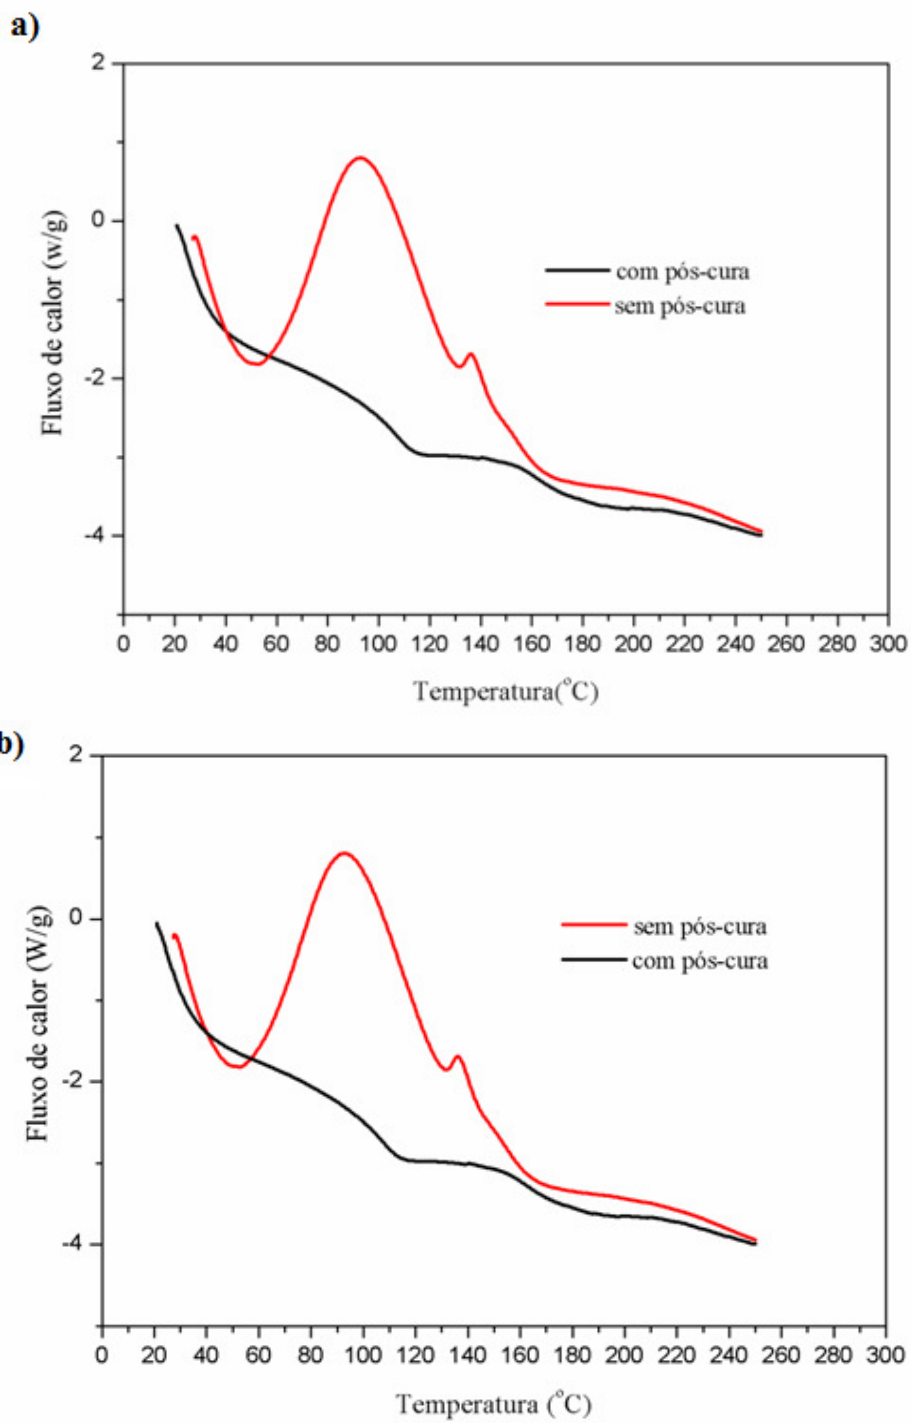 a)
2
0
-2
-4
Fluxo de calor (w/g)
com pós-cura
sem pós-cura
0 20 40 60 80 100 120 140 160 180 200 220 240 260 280 300
Temperatura(°C)
b)
2
0
-2
-4
Fluxo de calor (W/g)
sem pós-cura
com pós-cura
0 20 40 60 80 100 120 140 160 180 200 220 240 260 280 300
Temperatura (°C)